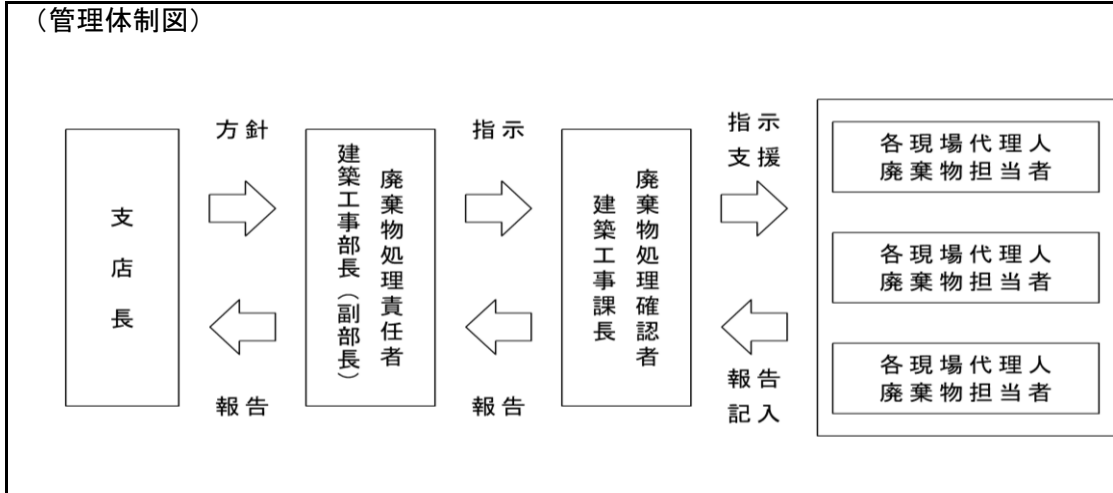 （管理体制図）
支店長
方針
報告
廃棄物処理責任者
建築工事部長（副部長）
指示
報告
廃棄物処理確認者
建築工事課長
指示
支援
報告
記入
各現場代理人
廃棄物担当者
各現場代理人
廃棄物担当者
各現場代理人
廃棄物担当者